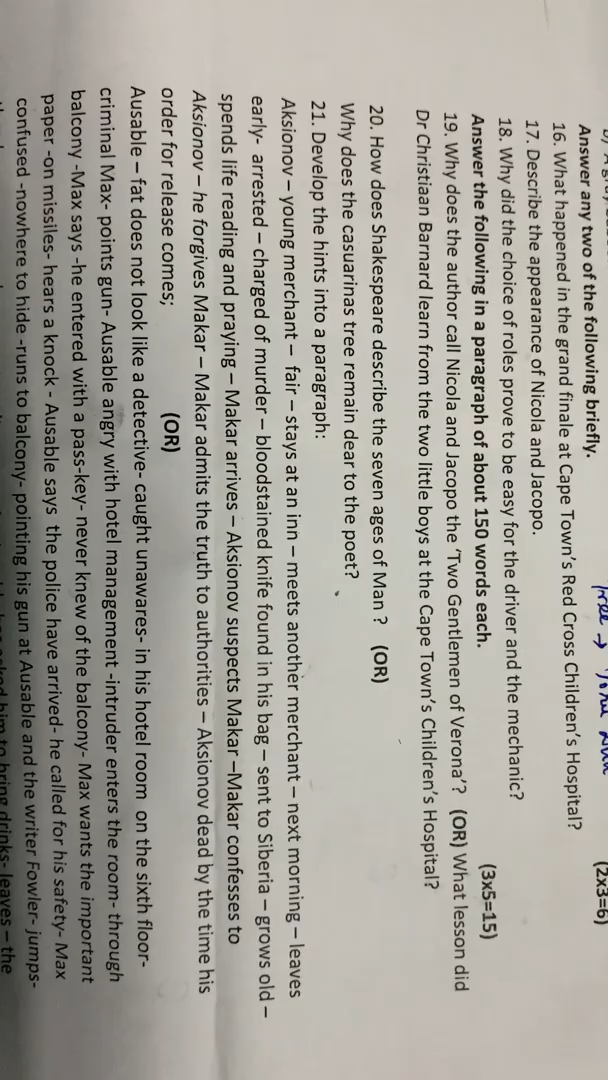 Answer any two of the following briefly. (2x3=6)
16. What happened in the grand finale at Cape Town's Red Cross Children's Hospital?
17. Describe the appearance of Nicola and Jacopo.
18. Why did the choice of roles prove to be easy for the driver and the mechanic?
Answer the following in a paragraph of about 150 words each. (3x5=15)
19. Why does the author call Nicola and Jacopo the 'Two Gentlemen of Verona'? (OR) What lesson did
Dr Christiaan Barnard learn from the two little boys at the Cape Town's Children's Hospital?
20. How does Shakespeare describe the seven ages of Man ? (OR)
Why does the casuarinas tree remain dear to the poet?
21. Develop the hints into a paragraph:
Aksionov – young merchant – fair – stays at an inn – meets another merchant – next morning – leaves
early- arrested – charged of murder – bloodstained knife found in his bag – sent to Siberia – grows old –
spends life reading and praying – Makar arrives – Aksionov suspects Makar –Makar confesses to
Aksionov – he forgives Makar – Makar admits the truth to authorities – Aksionov dead by the time his
order for release comes;
(OR)
Ausable – fat does not look like a detective- caught unawares- in his hotel room on the sixth floor-
criminal Max- points gun- Ausable angry with hotel management -intruder enters the room- through
balcony -Max says -he entered with a pass-key- never knew of the balcony- Max wants the important
paper -on missiles- hears a knock - Ausable says the police have arrived- he called for his safety- Max
confused -nowhere to hide -runs to balcony- pointing his gun at Ausable and the writer Fowler- jumps-
him to bring drinks- leaves – the